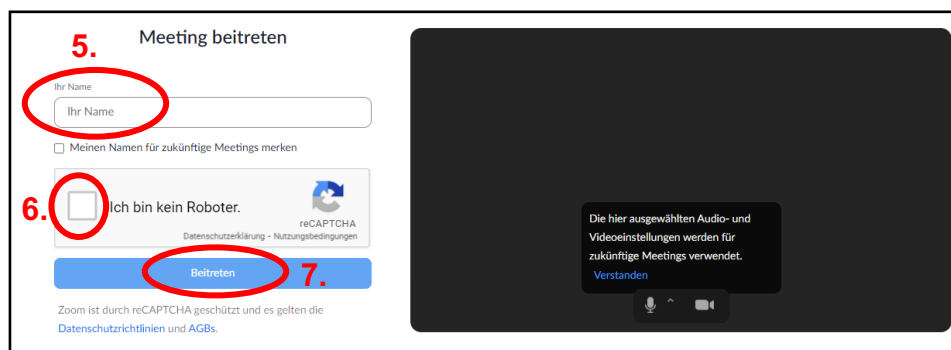 5.
Meeting beitreten
Ihr Name
Ihr Name
Meinen Namen für zukünftige Meetings merken
6.
Ich bin kein Roboter.
reCAPTCHA
Datenschutzerklärung - Nutzungsbedingungen
Beitreten
7.
Zoom ist durch reCAPTCHA geschützt und es gelten die
Datenschutzrichtlinien und AGBs.
Die hier ausgewählten Audio- und
Videoeinstellungen werden für
zukünftige Meetings verwendet.
Verstanden